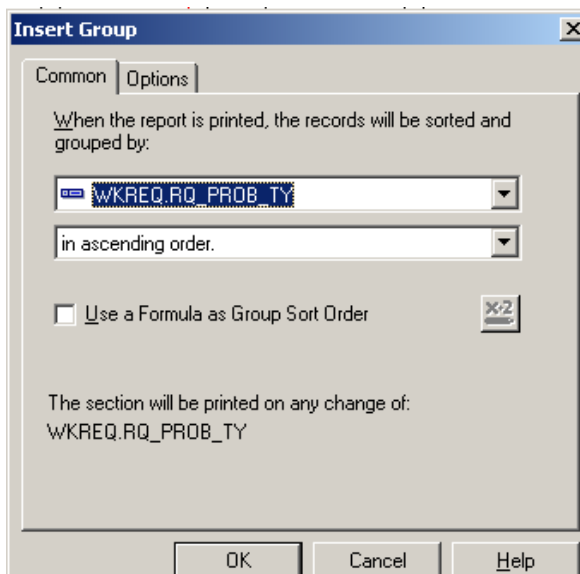 Insert Group
Common
Options
When the report is printed, the records will be sorted and
grouped by:
WKREQ.RQ_PROB_TY
in ascending order.
Use a Formula as Group Sort Order
X+2
The section will be printed on any change of:
WKREQ.RQ_PROB_TY
OK
Cancel
Help